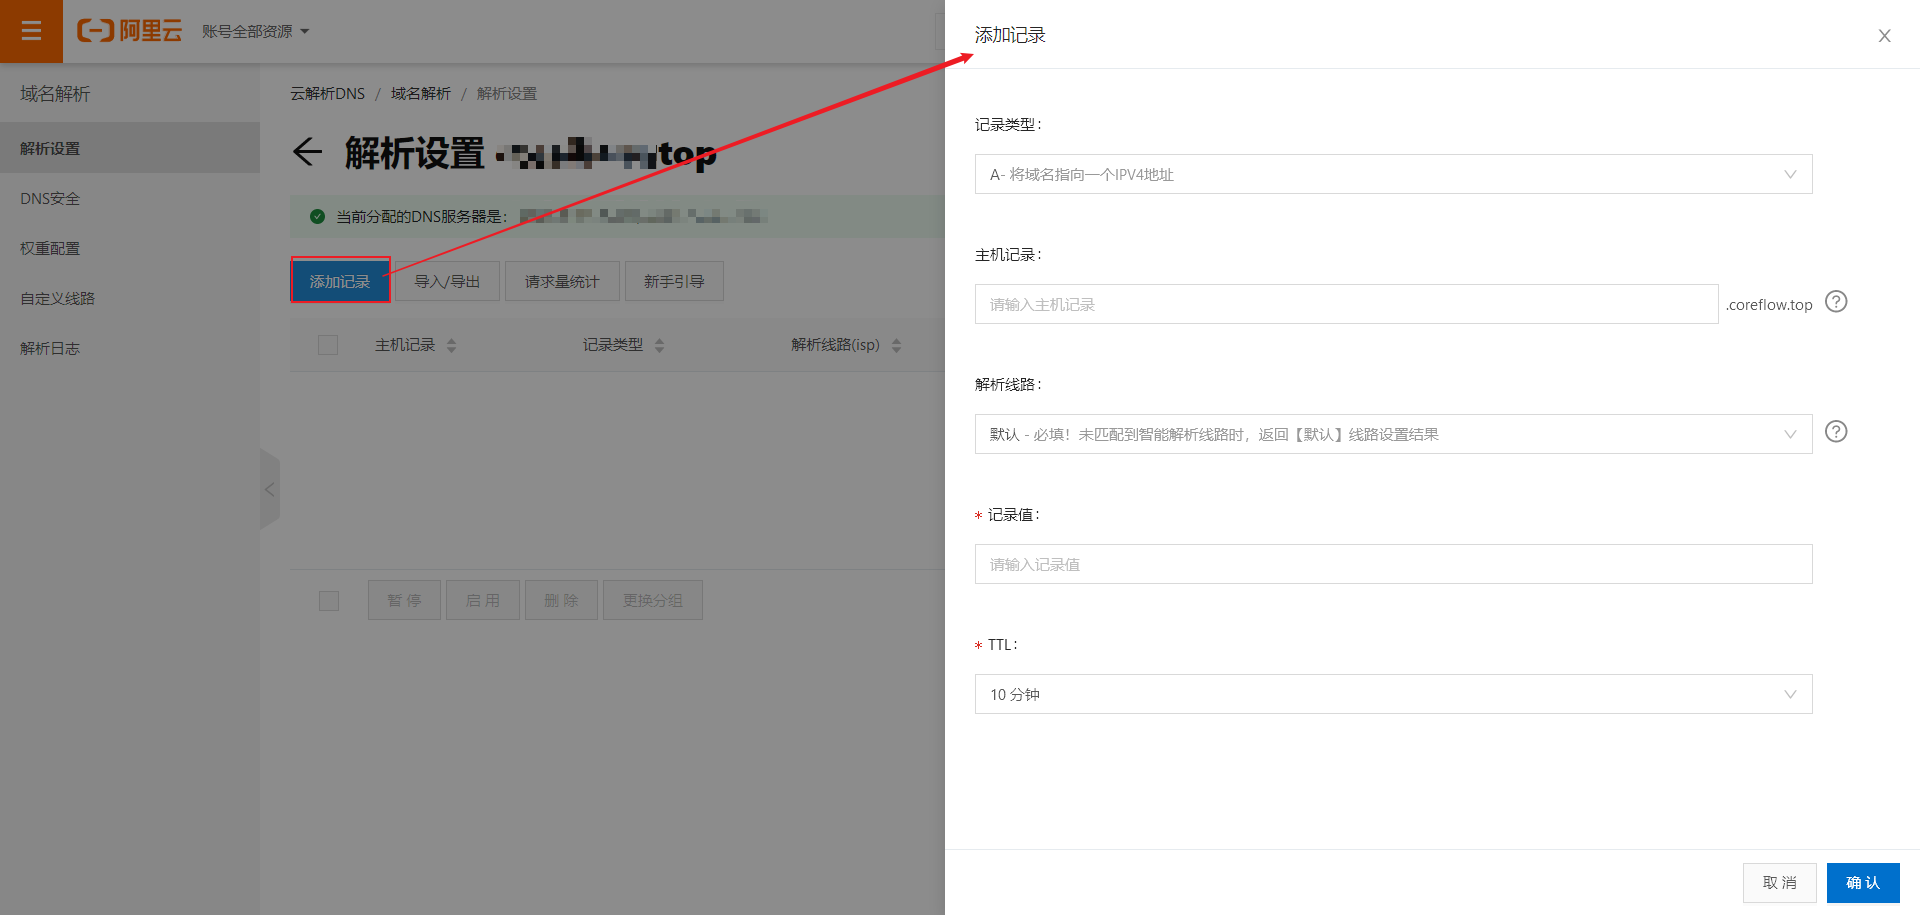 阿里云 账号全部资源
域名解析
解析设置
DNS安全
权重配置
自定义线路
解析日志
云解析DNS / 域名解析 / 解析设置
解析设置 top
当前分配的DNS服务器是：
添加记录 导入/导出 请求量统计 新手引导
主机记录 记录类型 解析线路(isp)
暂 停 启 用 删 除 更换分组
添加记录
记录类型：
A- 将域名指向一个IPV4地址
主机记录：
请输入主机记录 .coreflow.top
解析线路：
默认 - 必填！未匹配到智能解析线路时，返回【默认】线路设置结果
* 记录值：
请输入记录值
* TTL：
10 分钟
取 消 确 认